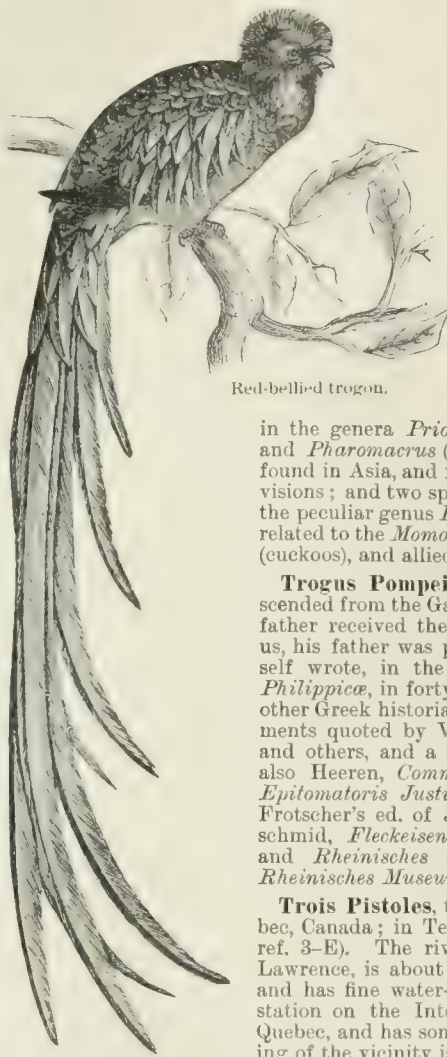 Red-bellied trogon.
in the genera
and Pharomacrus (
found in Asia, and
visions; and two sp
the peculiar genus
related to the Momo
(cuckoos), and allied
Trogus Pompei
scended from the Ga
father received the
us, his father was p
self wrote, in the
Philippicæ, in forty
other Greek historia
ments quoted by V
and others, and a
also Heeren, Comm
Epitomatoris Justi
Frotscher's ed. of
schmid, Fleckeisen
and Rheinisches
Rheinisches Museu
Trois Pistoles, t
bec, Canada; in Te
ref. 3-E). The riv
Lawrence, is about
and has fine water-
station on the Inte
Quebec, and has son
ing of the vicinity i